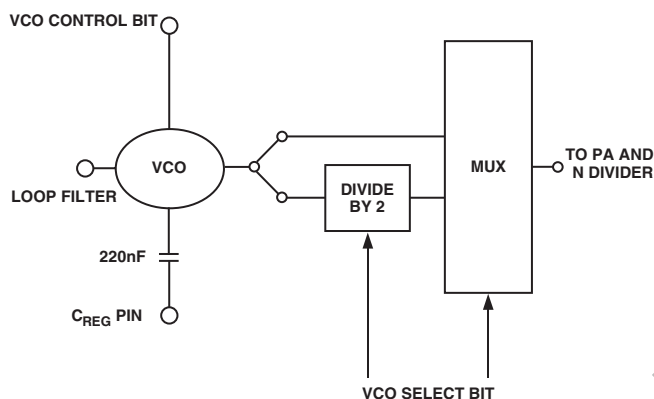 VCO CONTROL BIT
VCO
LOOP FILTER
220nF
CREG PIN
DIVIDE
BY 2
MUX
TO PA AND
N DIVIDER
VCO SELECT BIT